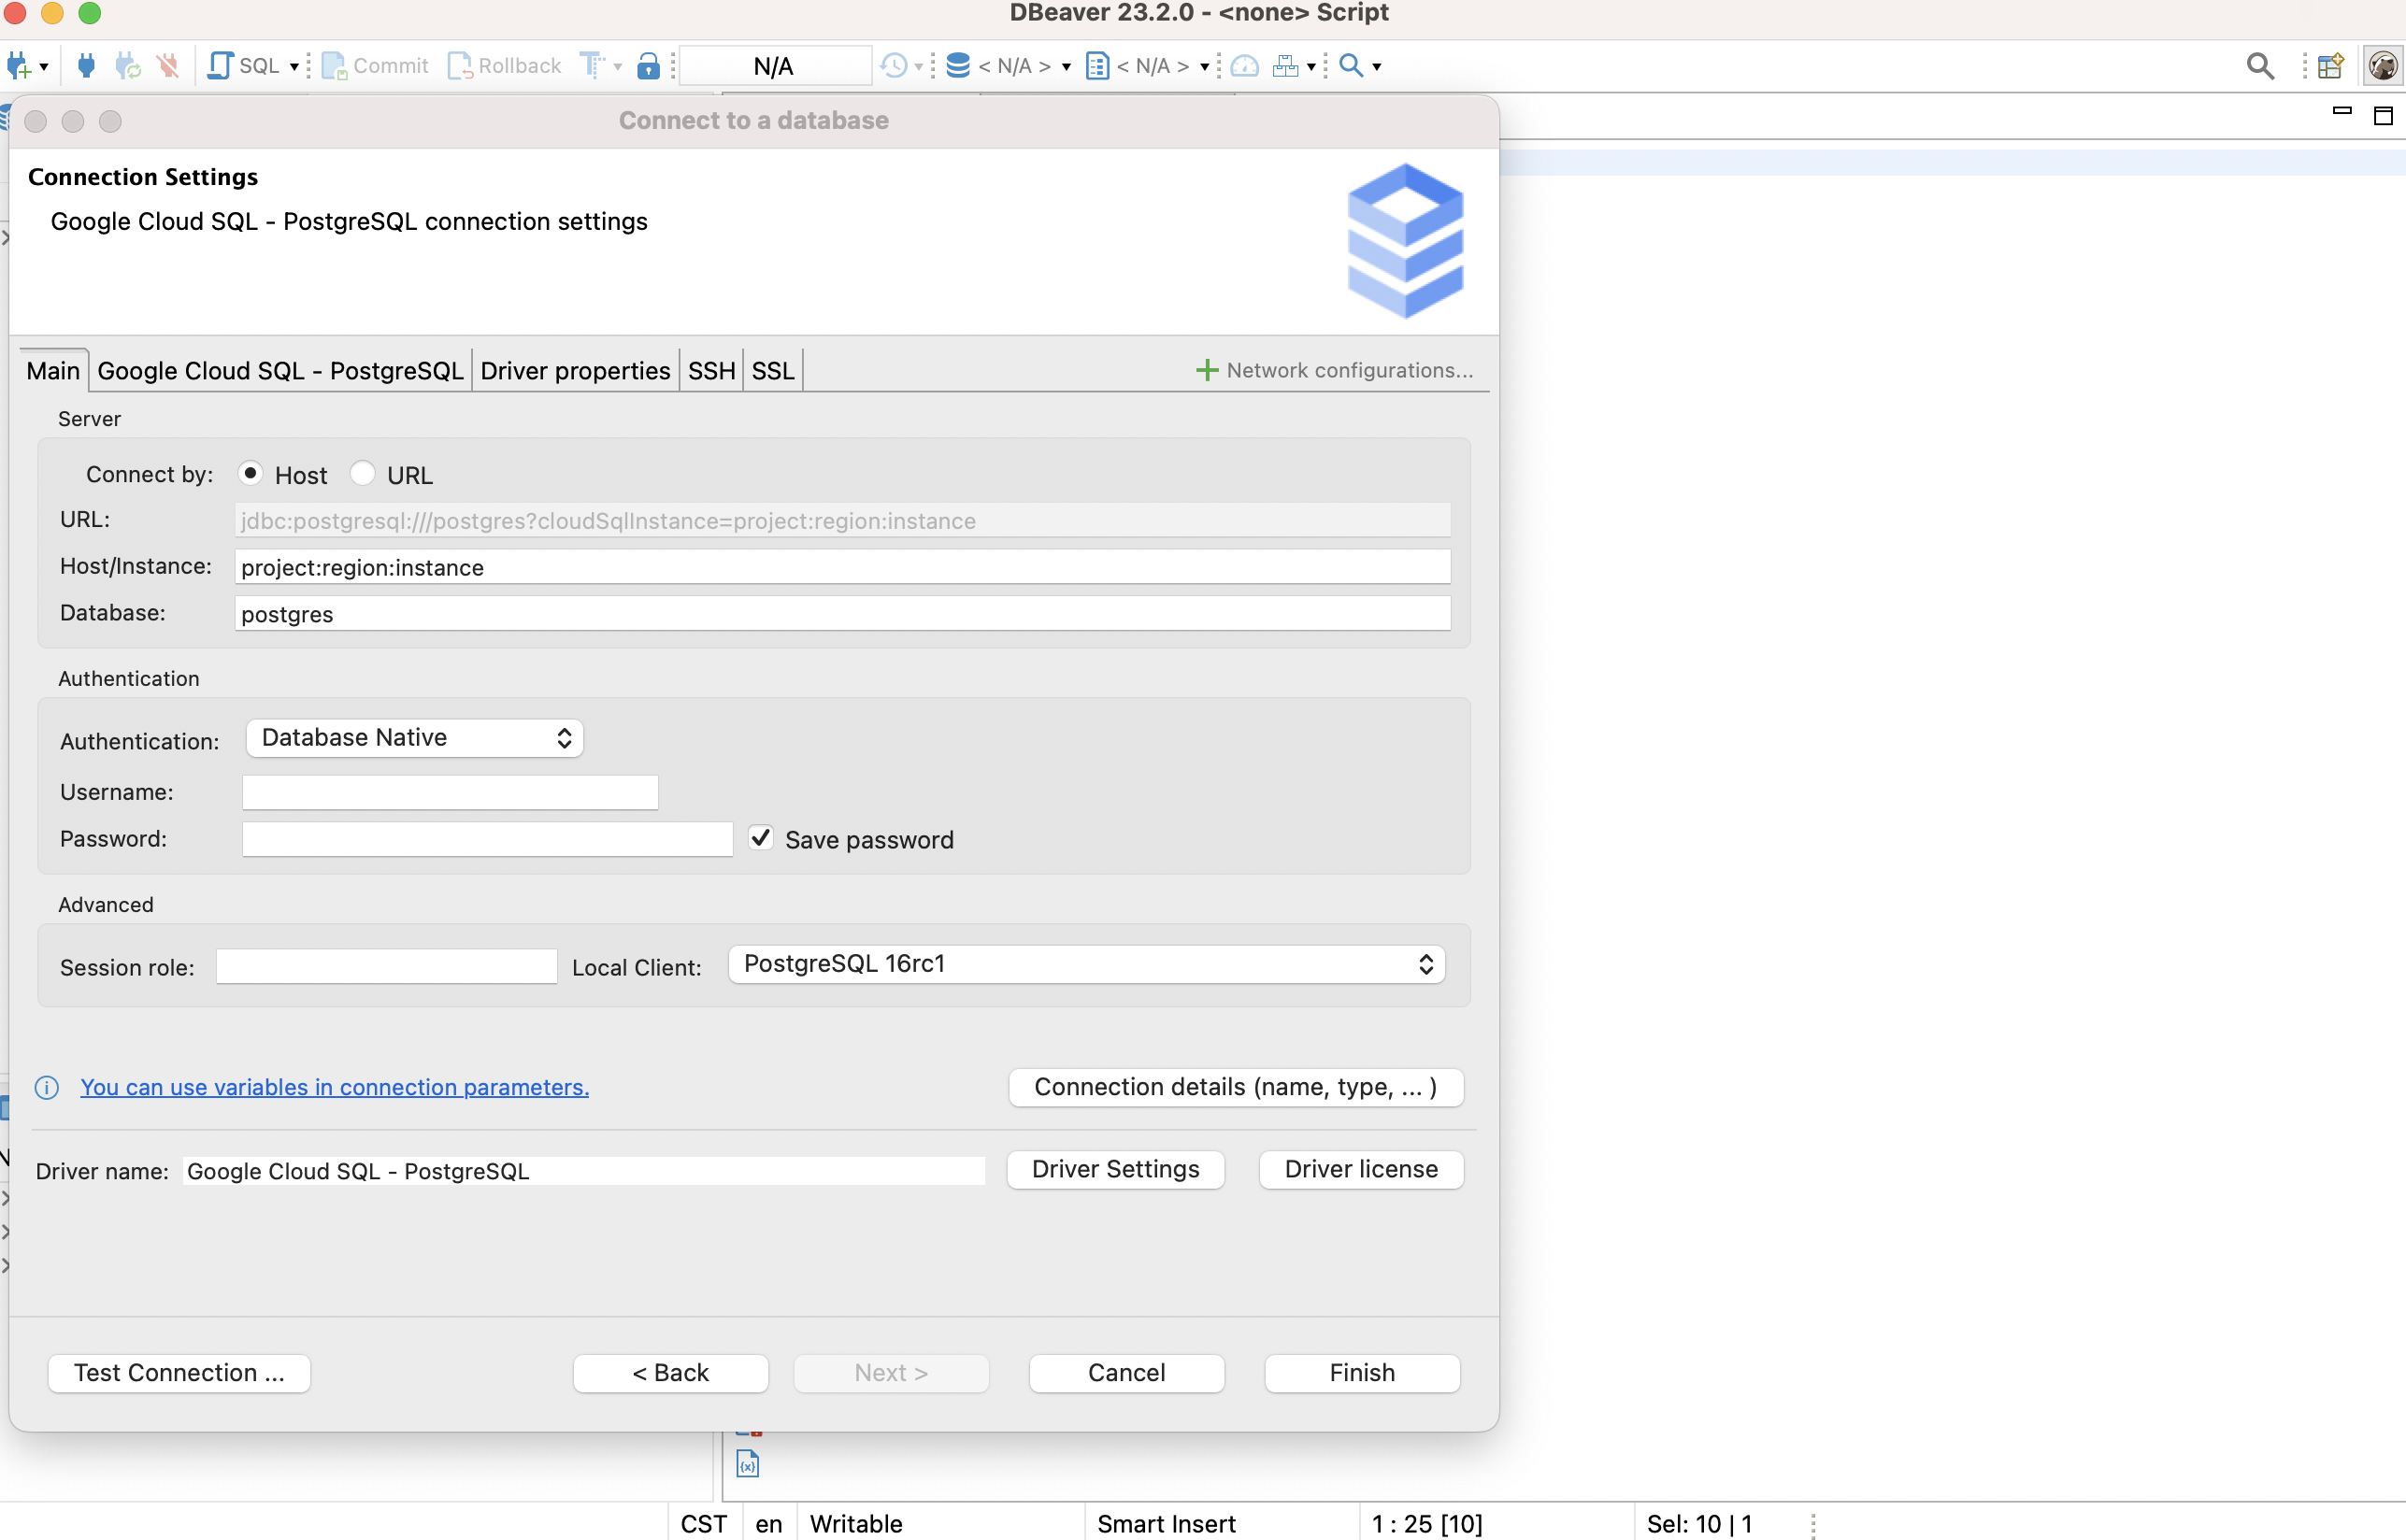 DBeaver 23.2.0 - <none> Script
SQL Commit Rollback N/A < N/A > < N/A >
Connect to a database
Connection Settings
Google Cloud SQL - PostgreSQL connection settings
Main Google Cloud SQL - PostgreSQL Driver properties SSH SSL Network configurations...
Server
Connect by: Host URL
URL: jdbc:postgresql:///postgres?cloudSqlInstance=project:region:instance
Host/Instance: project:region:instance
Database: postgres
Authentication
Authentication: Database Native
Username:
Password: Save password
Advanced
Session role: Local Client: PostgreSQL 16rc1
You can use variables in connection parameters. Connection details (name, type, ... )
Driver name: Google Cloud SQL - PostgreSQL Driver Settings Driver license
Test Connection ... < Back Next > Cancel Finish
CST en Writable Smart Insert 1 : 25 [10] Sel: 10 | 1